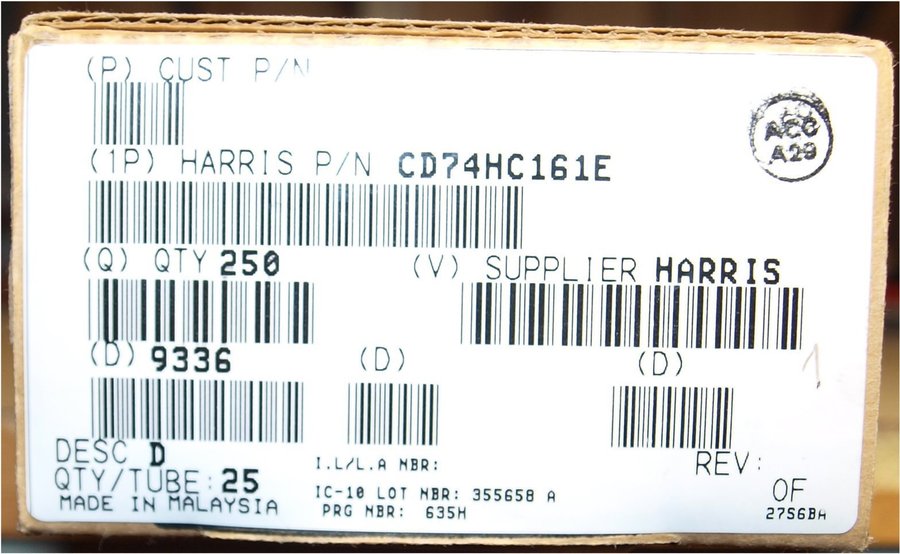 (P) CUST P/N
(1P) HARRIS P/N CD74HC161E
ACC
A29
(Q) QTY 250
(V) SUPPLIER HARRIS
(D) 9336
(D)
(D)
DESC D
QTY/TUBE: 25
MADE IN MALAYSIA
I.L/L.A NBR:
IC-10 LOT NBR: 355658 A
PRG NBR: 635H
REV:
OF
27S6BH